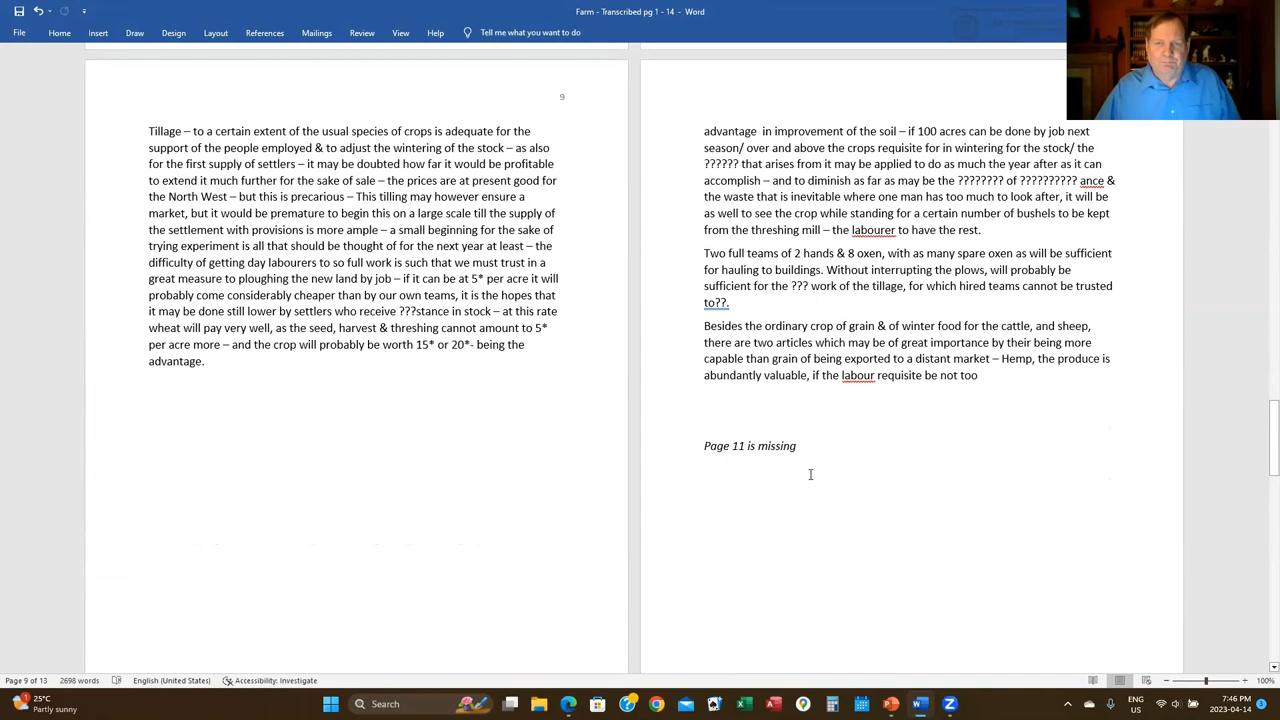 Farm - Transcribed pg 1 - 14 - Word
File Home Insert Draw Design Layout References Mailings Review View Help Tell me what you want to do
9
Tillage – to a certain extent of the usual species of crops is adequate for the
support of the people employed & to adjust the wintering of the stock – as also
for the first supply of settlers – it may be doubted how far it would be profitable
to extend it much further for the sake of sale – the prices are at present good for
the North West – but this is precarious – This tilling may however ensure a
market, but it would be premature to begin this on a large scale till the supply of
the settlement with provisions is more ample – a small beginning for the sake of
trying experiment is all that should be thought of for the next year at least – the
difficulty of getting day labourers to so full work is such that we must trust in a
great measure to ploughing the new land by job – if it can be at 5* per acre it will
probably come considerably cheaper than by our own teams, it is the hopes that
it may be done still lower by settlers who receive ???stance in stock – at this rate
wheat will pay very well, as the seed, harvest & threshing cannot amount to 5*
per acre more – and the crop will probably be worth 15* or 20*- being the
advantage.
advantage  in improvement of the soil – if 100 acres can be done by job next
season/ over and above the crops requisite for in wintering for the stock/ the
?????? that arises from it may be applied to do as much the year after as it can
accomplish – and to diminish as far as may be the ???????? of ?????????? ance &
the waste that is inevitable where one man has too much to look after, it will be
as well to see the crop while standing for a certain number of bushels to be kept
from the threshing mill – the labourer to have the rest.
Two full teams of 2 hands & 8 oxen, with as many spare oxen as will be sufficient
for hauling to buildings. Without interrupting the plows, will probably be
sufficient for the ??? work of the tillage, for which hired teams cannot be trusted
to??.
Besides the ordinary crop of grain & of winter food for the cattle, and sheep,
there are two articles which may be of great importance by their being more
capable than grain of being exported to a distant market – Hemp, the produce is
abundantly valuable, if the labour requisite be not too
Page 11 is missing
Page 9 of 13 2698 words English (United States) Accessibility: Investigate 100%
1 25°C
Partly sunny
Search
ENG
US
7:46 PM
2023-04-14